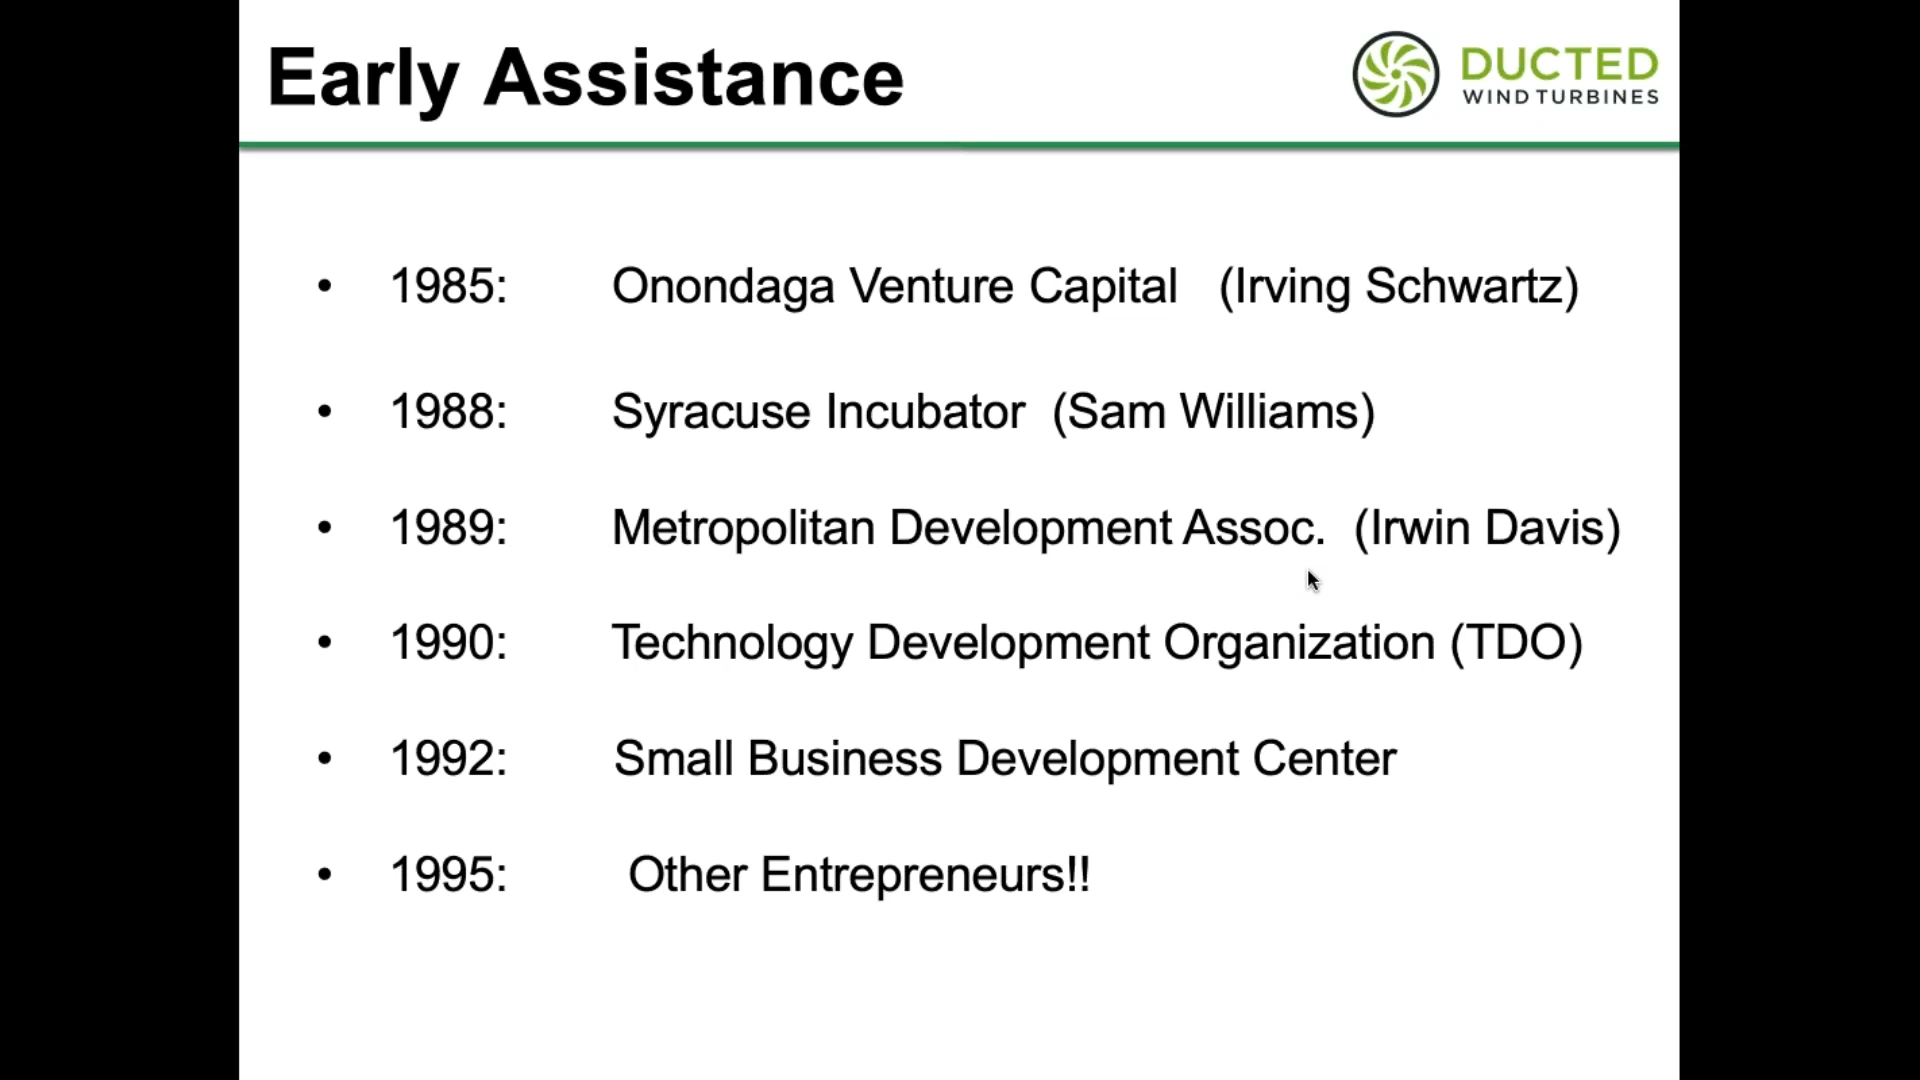 Early Assistance
DUCTED
WIND TURBINES
• 1985: Onondaga Venture Capital (Irving Schwartz)
• 1988: Syracuse Incubator (Sam Williams)
• 1989: Metropolitan Development Assoc. (Irwin Davis)
• 1990: Technology Development Organization (TDO)
• 1992: Small Business Development Center
• 1995: Other Entrepreneurs!!